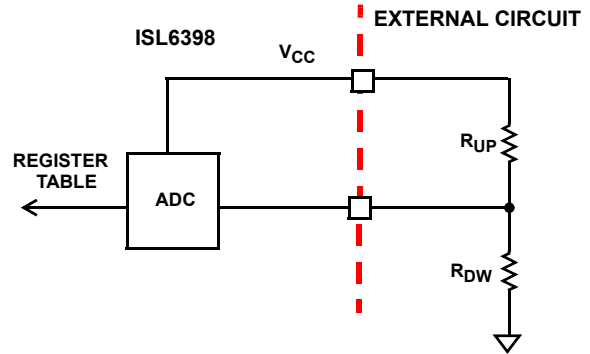 EXTERNAL CIRCUIT
ISL6398
VCC
RUP
REGISTER
TABLE
ADC
RDW